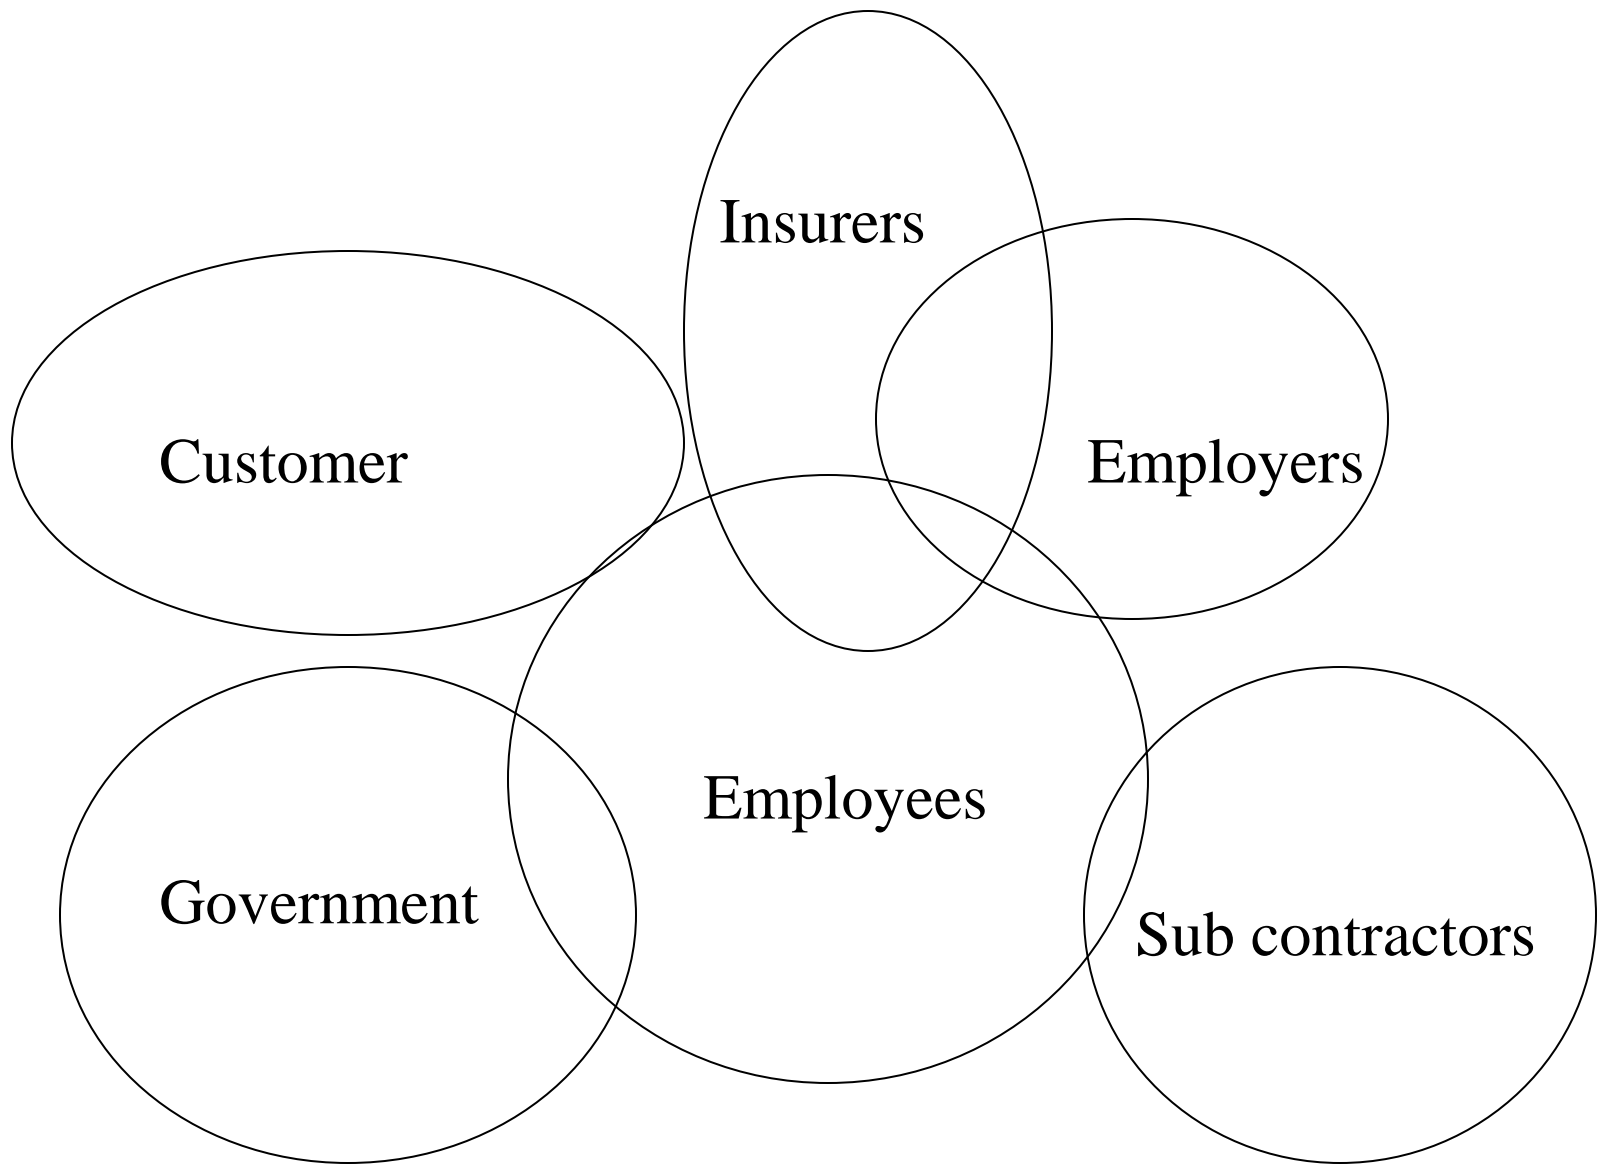 Insurers
Customer
Employers
Employees
Government
Sub contractors